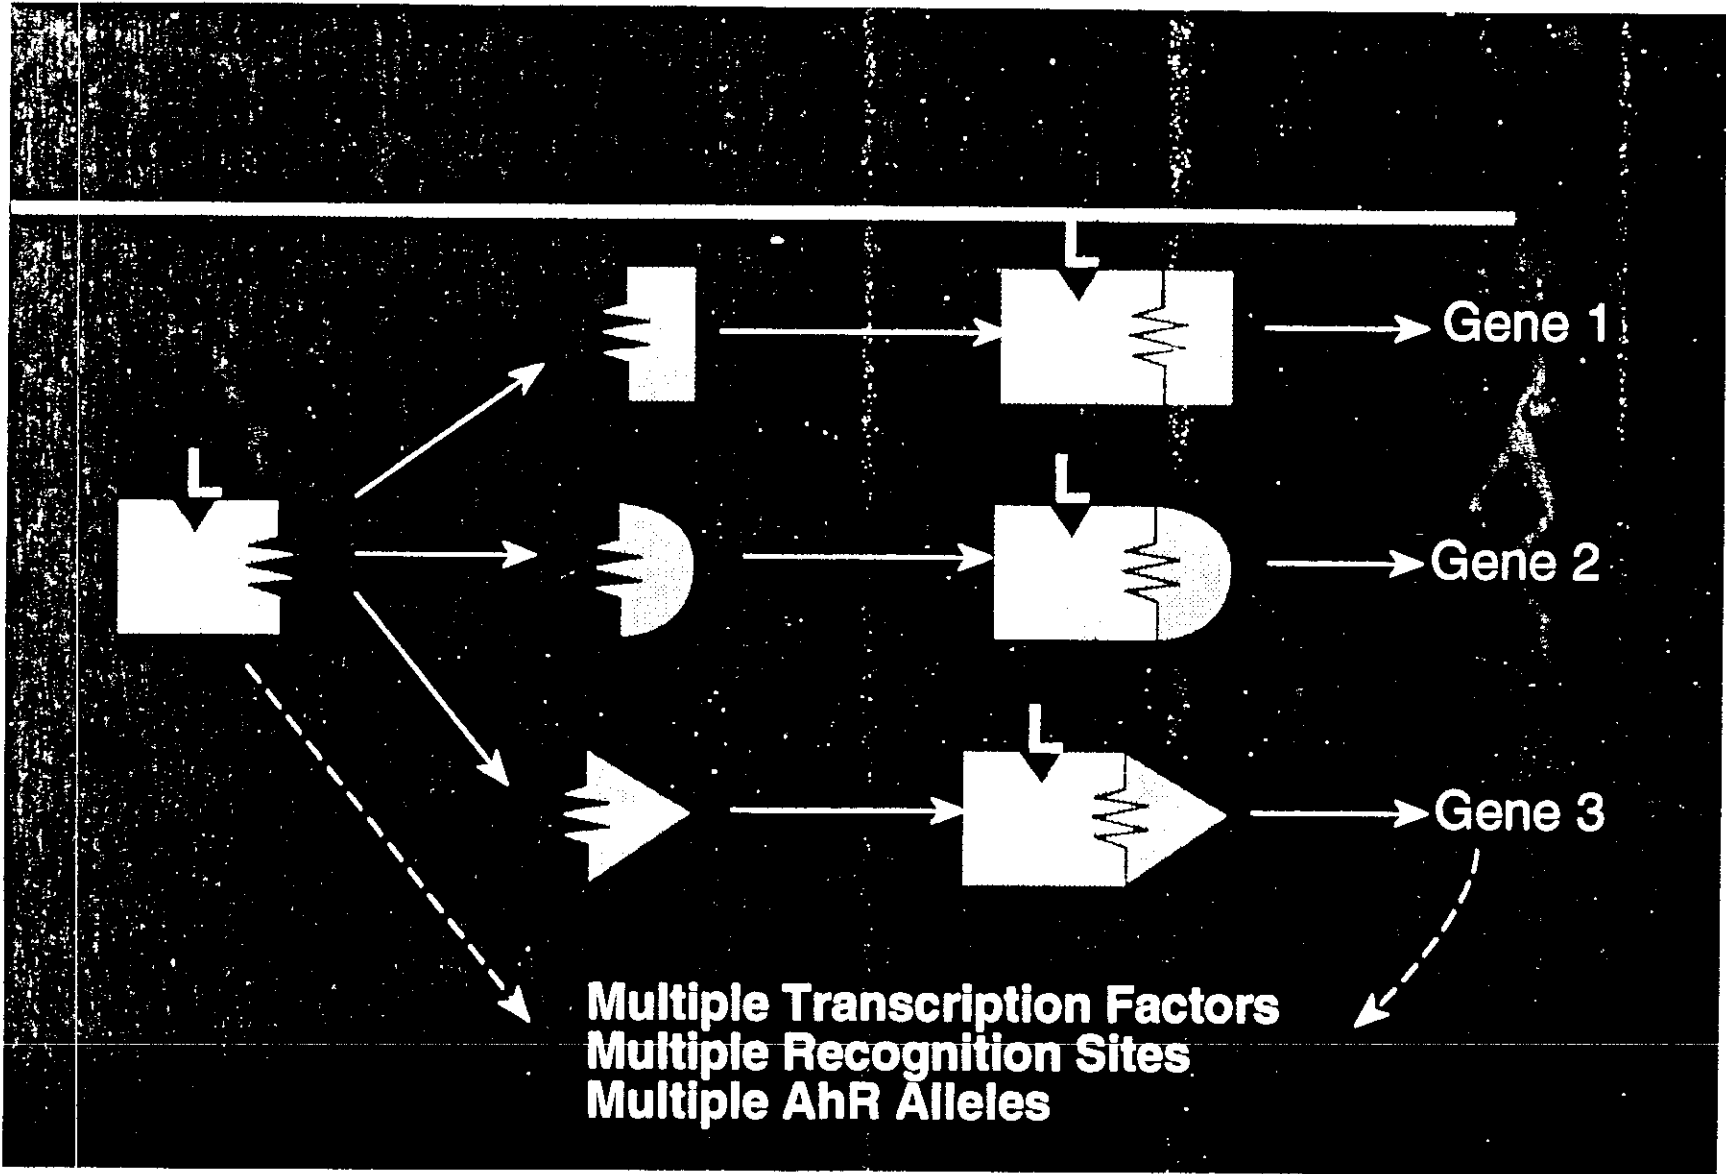 L
Gene 1
L
L
Gene 2
L
Gene 3
Multiple Transcription Factors
Multiple Recognition Sites
Multiple AhR Alleles